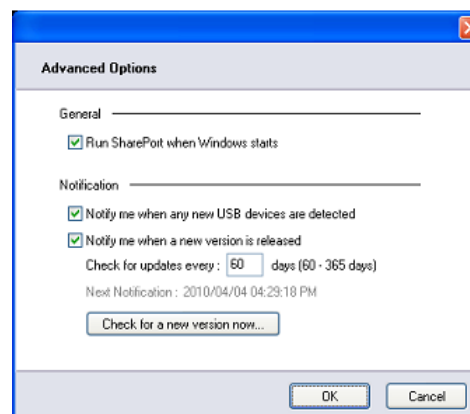 Advanced Options
General
Run SharePort when Windows starts
Notification
Notify me when any new USB devices are detected
Notify me when a new version is released
Check for updates every : 60 days (60 - 365 days)
Next Notification : 2010/04/04 04:29:18 PM
Check for a new version now...
OK Cancel